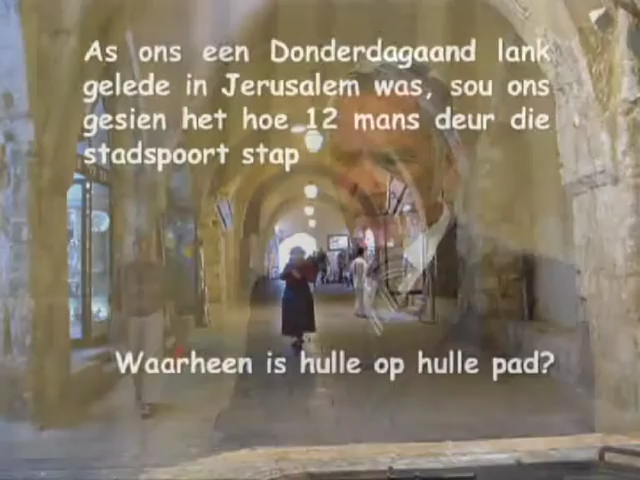 As ons een Donderdagaand lank
gelede in Jerusalem was, sou ons
gesien het hoe 12 mans deur die
stadspoort stap
Waarheen is hulle op hulle pad?